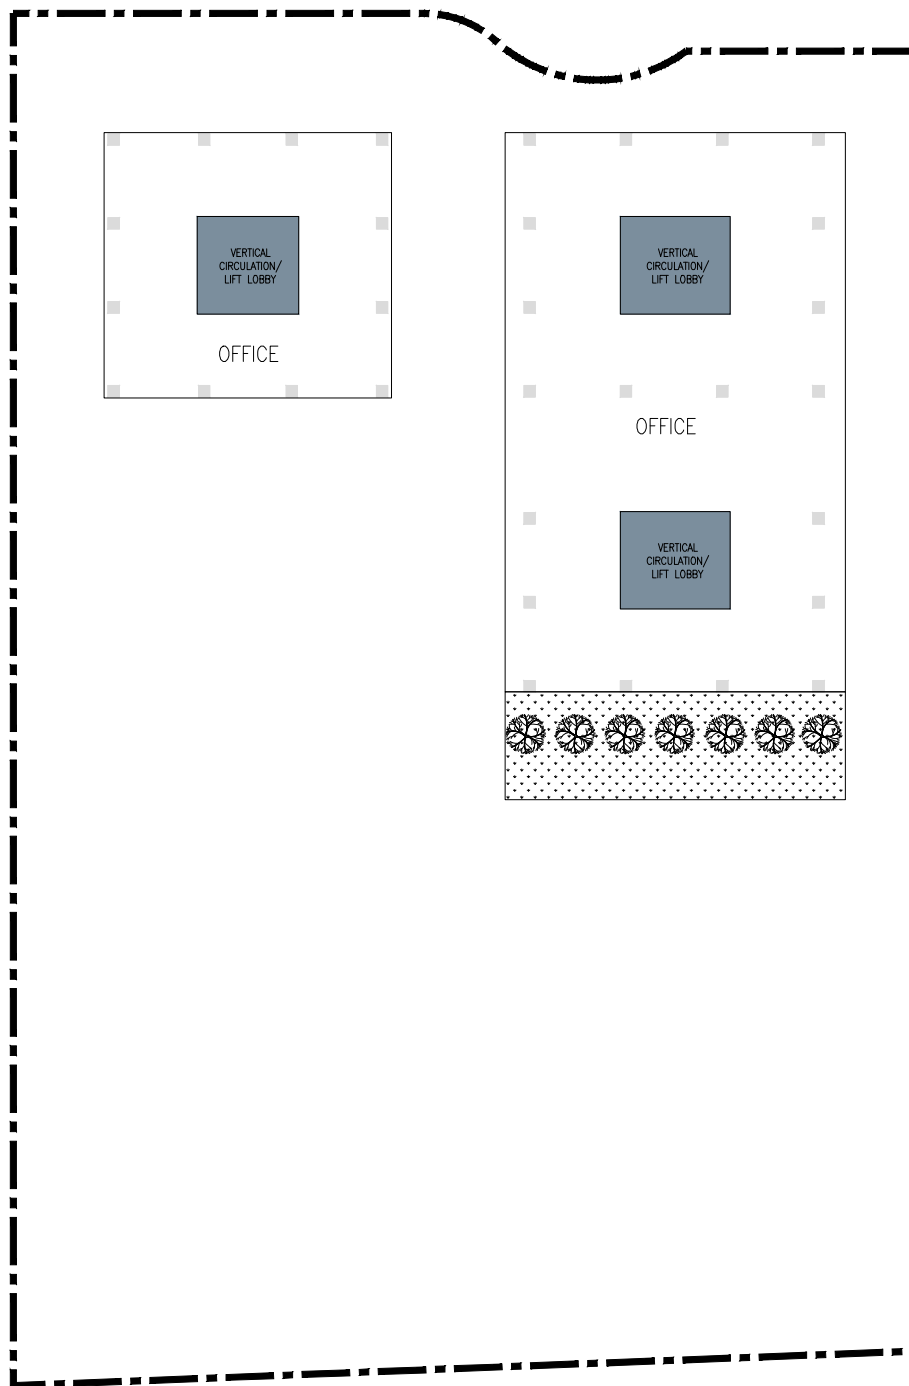 VERTICAL
CIRCULATION/
LIFT LOBBY
OFFICE
VERTICAL
CIRCULATION/
LIFT LOBBY
OFFICE
VERTICAL
CIRCULATION/
LIFT LOBBY